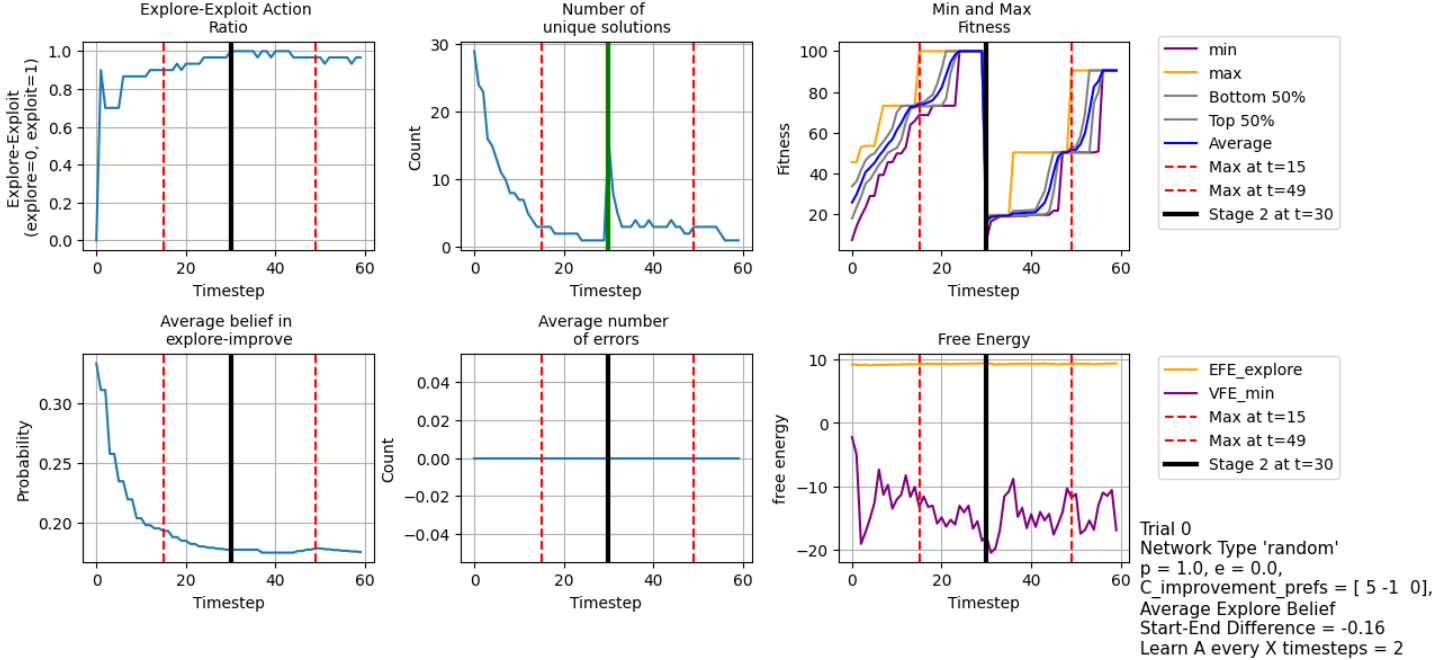 Explore-Exploit Action
Ratio
Explore-Exploit
(explore=0, exploit=1)
1.0
0.8
0.6
0.4
0.2
0.0
0
20
40
60
Timestep
Number of
unique solutions
Count
30
20
10
0
0
20
40
60
Timestep
Min and Max
Fitness
Fitness
100
80
60
40
20
0
20
40
60
Timestep
min
max
Bottom 50%
Top 50%
Average
Max at t=15
Max at t=49
Stage 2 at t=30
Average belief in
explore-improve
Probability
0.30
0.25
0.20
0
20
40
60
Timestep
Average number
of errors
Count
0.04
0.02
0.00
−0.02
−0.04
0
20
40
60
Timestep
Free Energy
free energy
10
0
−10
−20
0
20
40
60
Timestep
EFE_explore
VFE_min
Max at t=15
Max at t=49
Stage 2 at t=30
Trial 0
Network Type 'random'
p = 1.0, e = 0.0,
C_improvement_prefs = [ 5 -1  0],
Average Explore Belief
Start-End Difference = -0.16
Learn A every X timesteps = 2